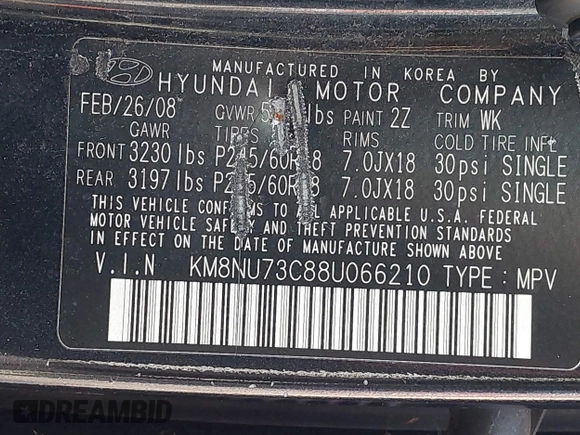 MANUFACTURED IN KOREA BY
HYUNDAI MOTOR COMPANY
FEB/26/08 GVWR lbs PAINT 2Z TRIM WK
GAWR TIRES RIMS COLD TIRE INFL
FRONT 3230 lbs 7.0JX18 30psi SINGLE
REAR 3197 lbs 7.0JX18 30psi SINGLE
THIS VEHICLE CONFORMS TO ALL APPLICABLE U.S.A. FEDERAL
MOTOR VEHICLE SAFETY AND THEFT PREVENTION STANDARDS
IN EFFECT ON THE DATE OF MANUFACTURE SHOWN ABOVE.
V.I.N KM8NU73C88U066210 TYPE : MPV
DREAMBID